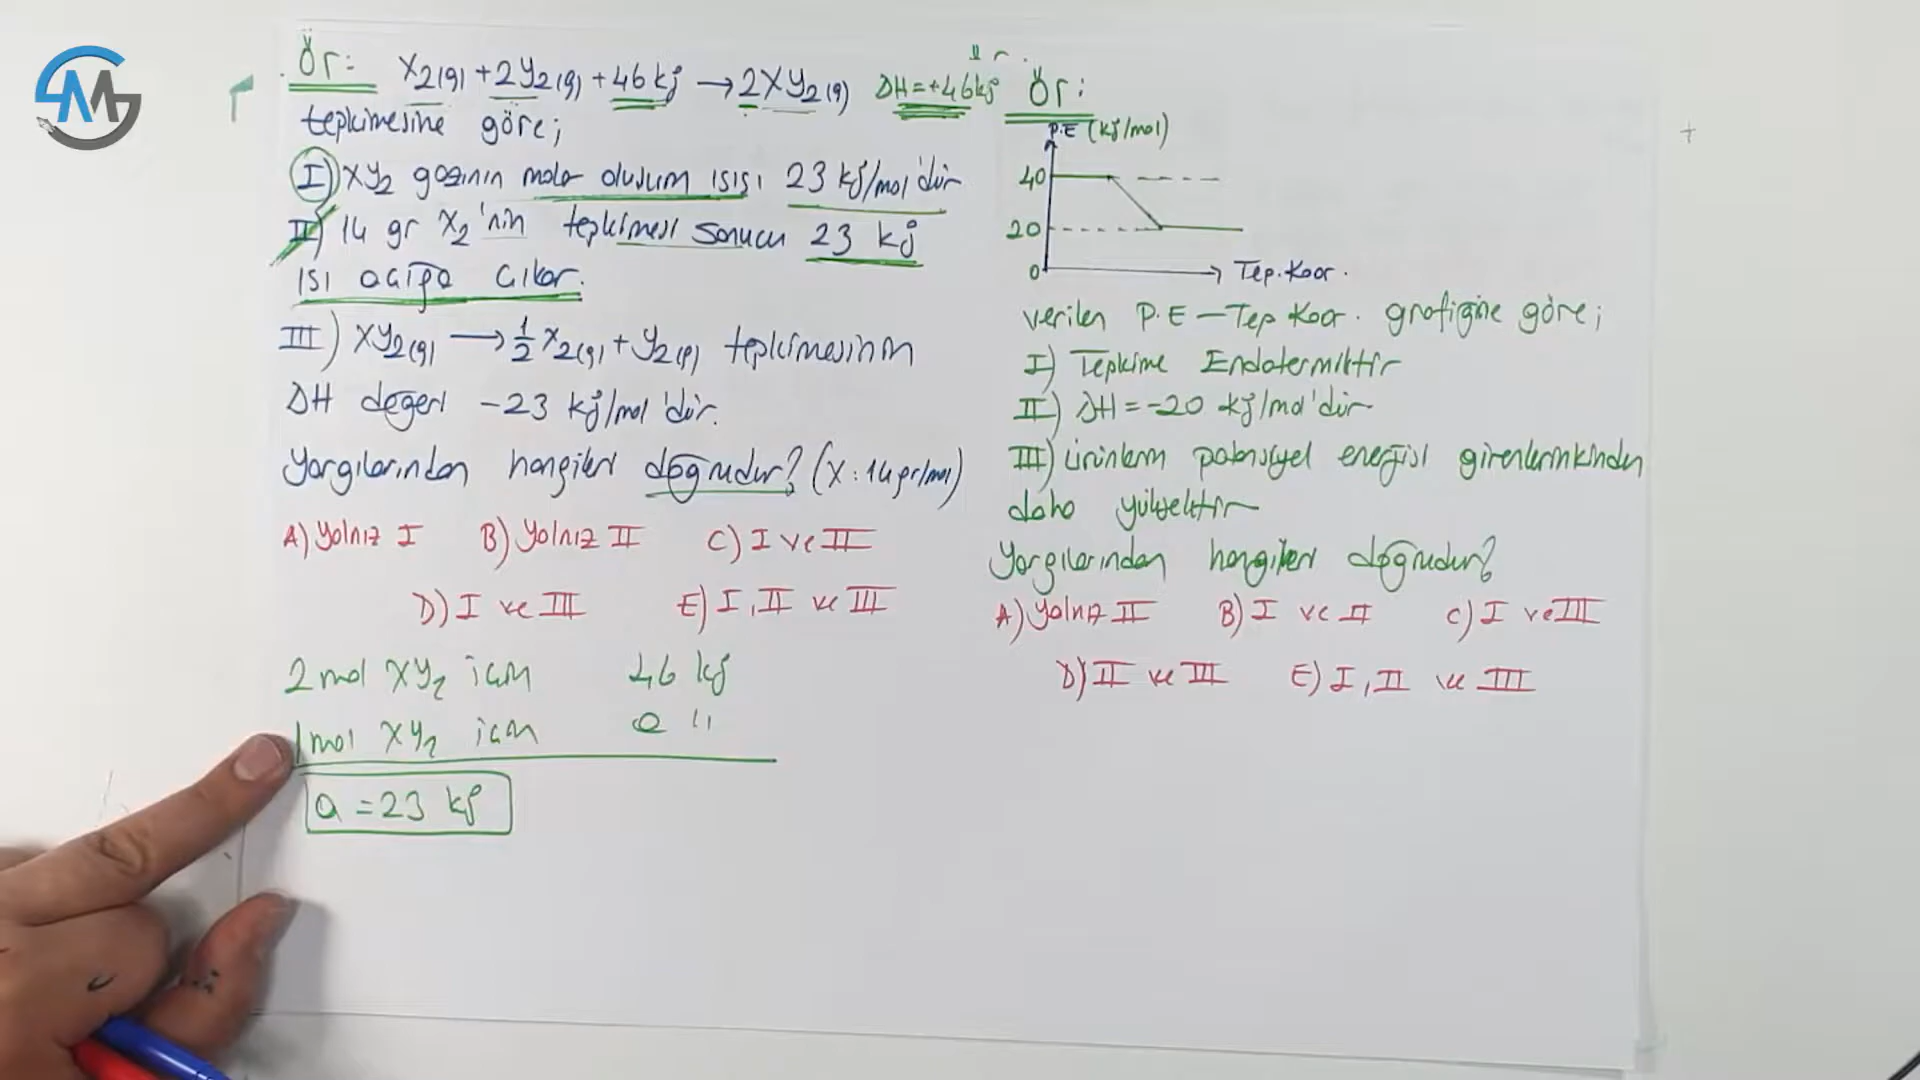 Ör: X2(g) + 2Y2(g) + 46 kj → 2XY2(g) DH = +46 kj
tepkimesine göre;
I) XY2 gazının molar oluşum ısısı 23 kj/mol'dür
II) 14 gr X2'nin tepkimesi sonucu 23 kj
ısı açığa çıkar.
III) XY2(g) → 1/2 X2(g) + Y2(g) tepkimesinin
DH değeri -23 kj/mol'dür.
Yargılarından hangileri doğrudur? (X: 14 gr/mol)
A) Yalnız I B) Yalnız II C) I ve II
D) I ve III E) I, II ve III
2 mol XY2 için 46 kj
1 mol XY2 için a "
a = 23 kj
Ör:
P.E (kj/mol)
40
20
0
Tep. Koor.
verilen P.E – Tep Koor. grafiğine göre;
I) Tepkime Endotermiktir
II) DH = -20 kj/mol'dür
III) ürünlerin potansiyel enerjisi girenlerinkinden
daha yüksektir
Yargılarından hangileri doğrudur?
A) Yalnız II B) I ve II C) I ve III
D) II ve III E) I, II ve III